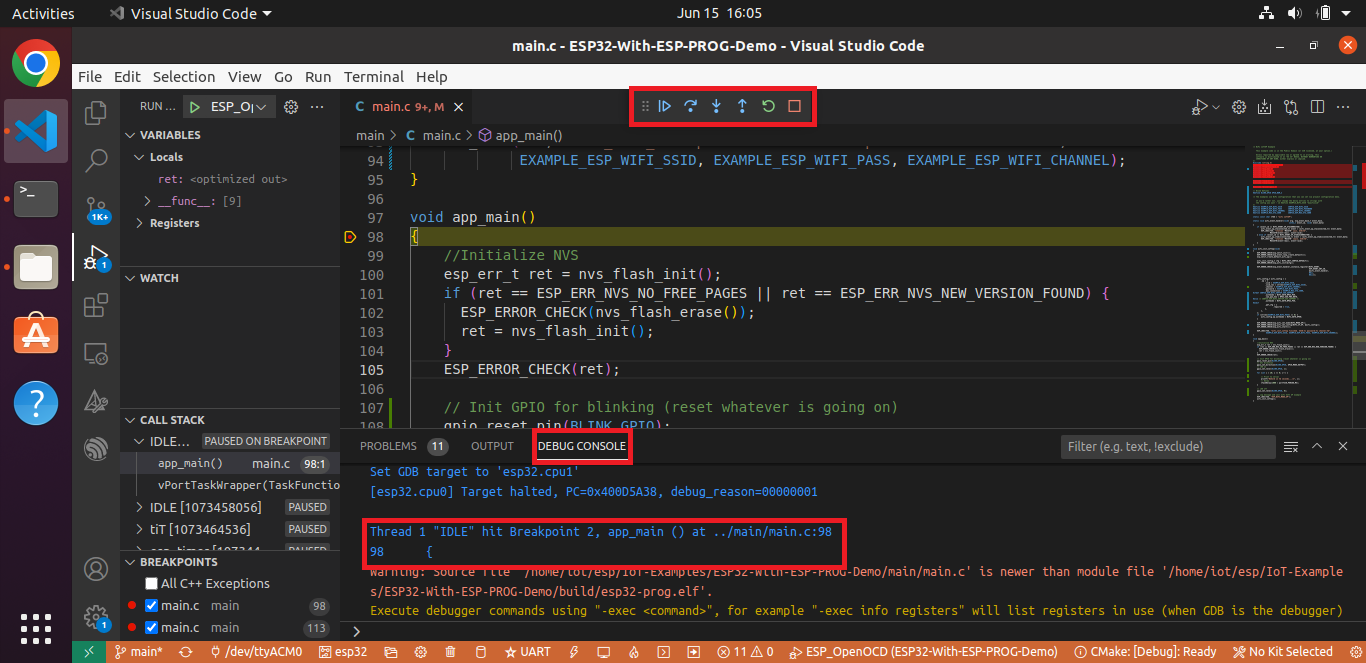 Activities
Visual Studio Code
Jun 15 16:05
main.c - ESP32-With-ESP-PROG-Demo - Visual Studio Code
File Edit Selection View Go Run Terminal Help
RUN ...
main.c 9+, M
main > C main.c > app_main()
VARIABLES
Locals
ret: <optimized out>
__func__: [9]
Registers
WATCH
1K+
1
94 EXAMPLE_ESP_WIFI_SSID, EXAMPLE_ESP_WIFI_PASS, EXAMPLE_ESP_WIFI_CHANNEL);
95 }
96
97 void app_main()
98 {
99 //Initialize NVS
100 esp_err_t ret = nvs_flash_init();
101 if (ret == ESP_ERR_NVS_NO_FREE_PAGES || ret == ESP_ERR_NVS_NEW_VERSION_FOUND) {
102 ESP_ERROR_CHECK(nvs_flash_erase());
103 ret = nvs_flash_init();
104 }
105 ESP_ERROR_CHECK(ret);
106
107 // Init GPIO for blinking (reset whatever is going on)
108 gpio_reset_pin(BLINK_GPIO);
CALL STACK
IDLE... PAUSED ON BREAKPOINT
app_main() main.c 98:1
vPortTaskWrapper(TaskFunctio
IDLE [1073458056] PAUSED
tiT [1073464536] PAUSED
BREAKPOINTS
All C++ Exceptions
main.c main 98
main.c main 113
PROBLEMS 11 OUTPUT DEBUG CONSOLE
Filter (e.g. text, !exclude)
Set GDB target to 'esp32.cpu1'
[esp32.cpu0] Target halted, PC=0x400D5A38, debug_reason=00000001
Thread 1 "IDLE" hit Breakpoint 2, app_main () at ../main/main.c:98
98 {
Warning: Source file '/home/iot/esp/IoT-Examples/ESP32-With-ESP-PROG-Demo/main/main.c' is newer than module file '/home/iot/esp/IoT-Example
s/ESP32-With-ESP-PROG-Demo/build/esp32-prog.elf'.
Execute debugger commands using "-exec <command>", for example "-exec info registers" will list registers in use (when GDB is the debugger)
1
main* /dev/ttyACM0 esp32 UART 11 0 ESP_OpenOCD (ESP32-With-ESP-PROG-Demo) CMake: [Debug]: Ready No Kit Selected